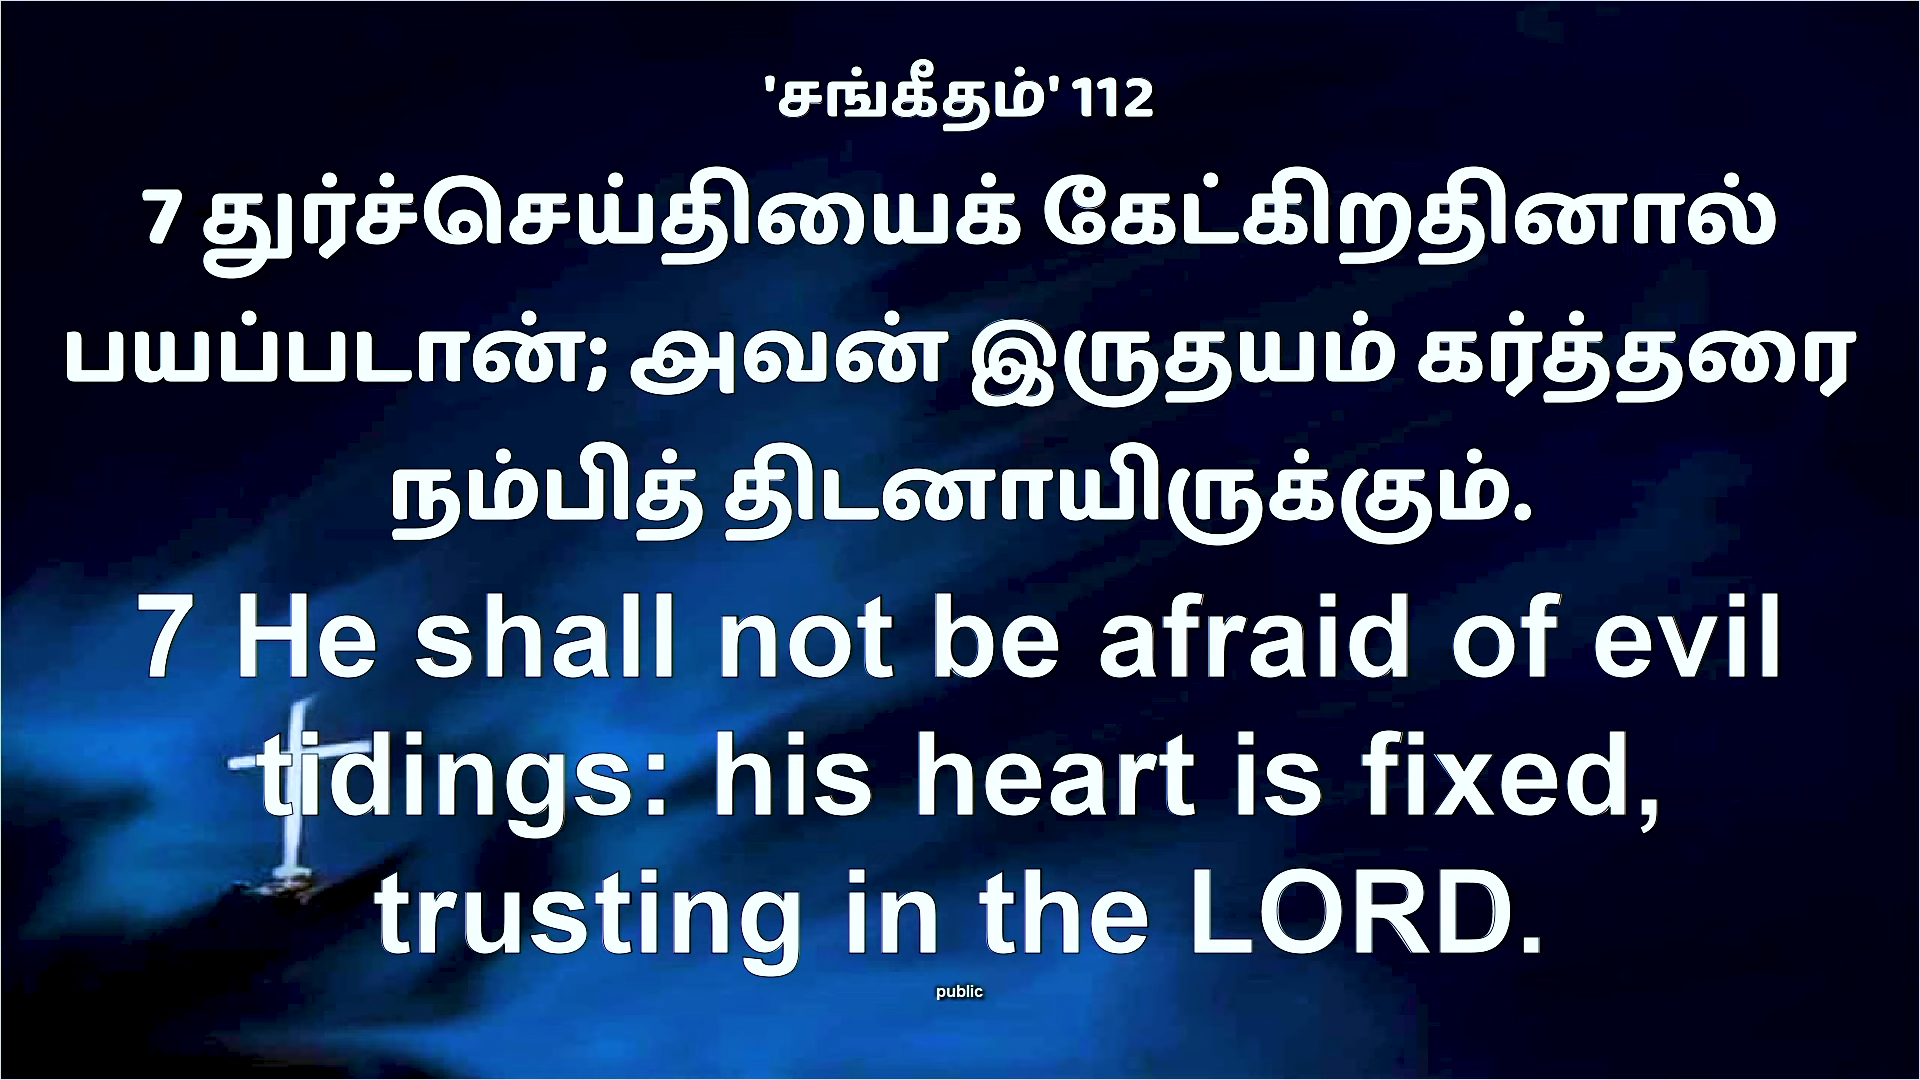 'சங்கீதம்' 112
7 துர்ச்செய்தியைக் கேட்கிறதினால்
பயப்படான்; அவன் இருதயம் கர்த்தரை
நம்பித் திடனாயிருக்கும்.
7 He shall not be afraid of evil
tidings: his heart is fixed,
trusting in the LORD.
public